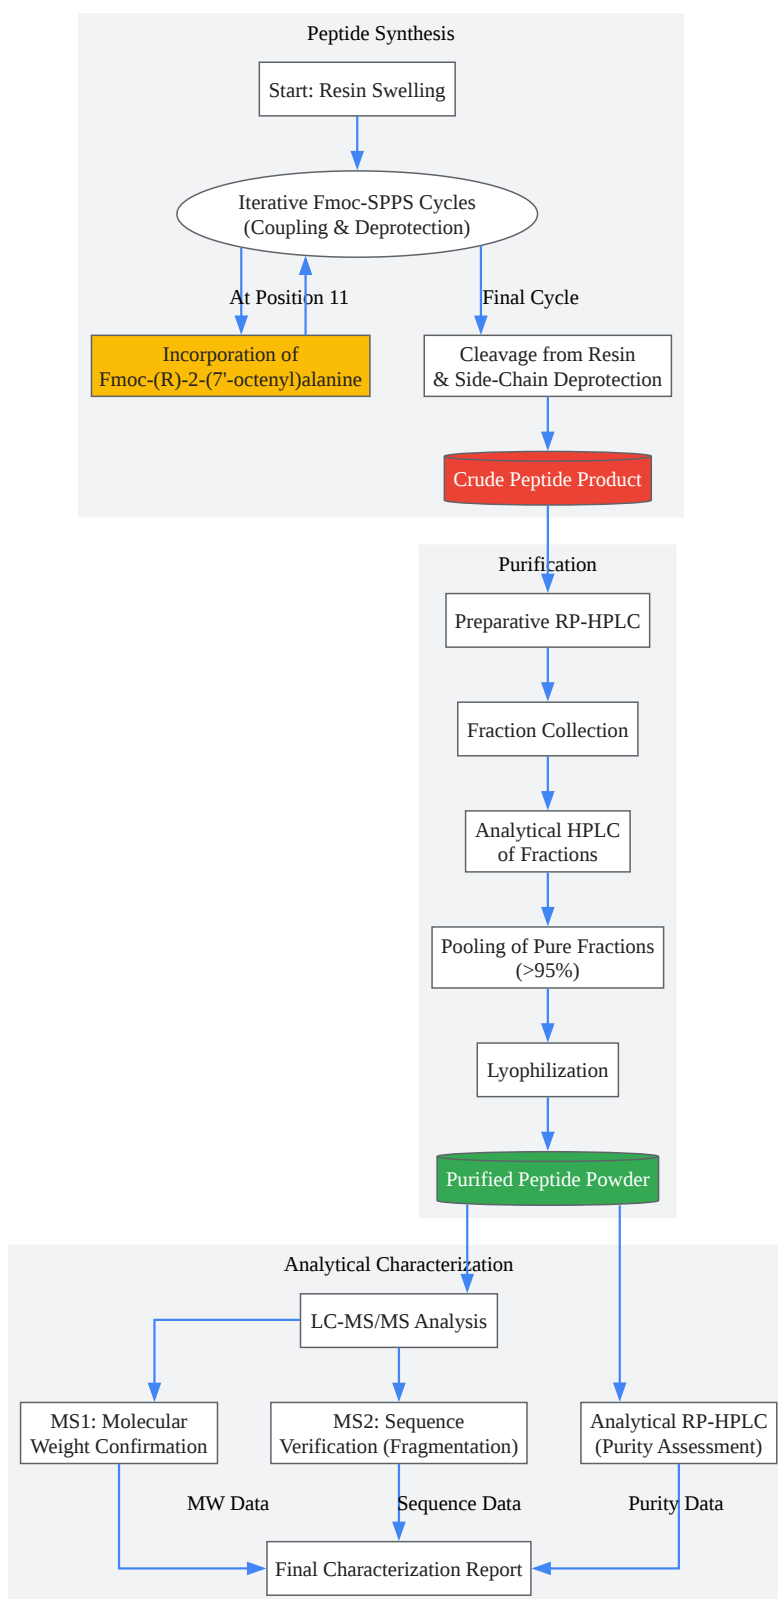 Peptide Synthesis
Start: Resin Swelling
Iterative Fmoc-SPPS Cycles
(Coupling & Deprotection)
At Position 11
Final Cycle
Incorporation of
Fmoc-(R)-2-(7'-octenyl)alanine
Cleavage from Resin
& Side-Chain Deprotection
Crude Peptide Product
Purification
Preparative RP-HPLC
Fraction Collection
Analytical HPLC
of Fractions
Pooling of Pure Fractions
(>95%)
Lyophilization
Purified Peptide Powder
Analytical Characterization
LC-MS/MS Analysis
MS1: Molecular
Weight Confirmation
MS2: Sequence
Verification (Fragmentation)
Analytical RP-HPLC
(Purity Assessment)
MW Data
Sequence Data
Purity Data
Final Characterization Report